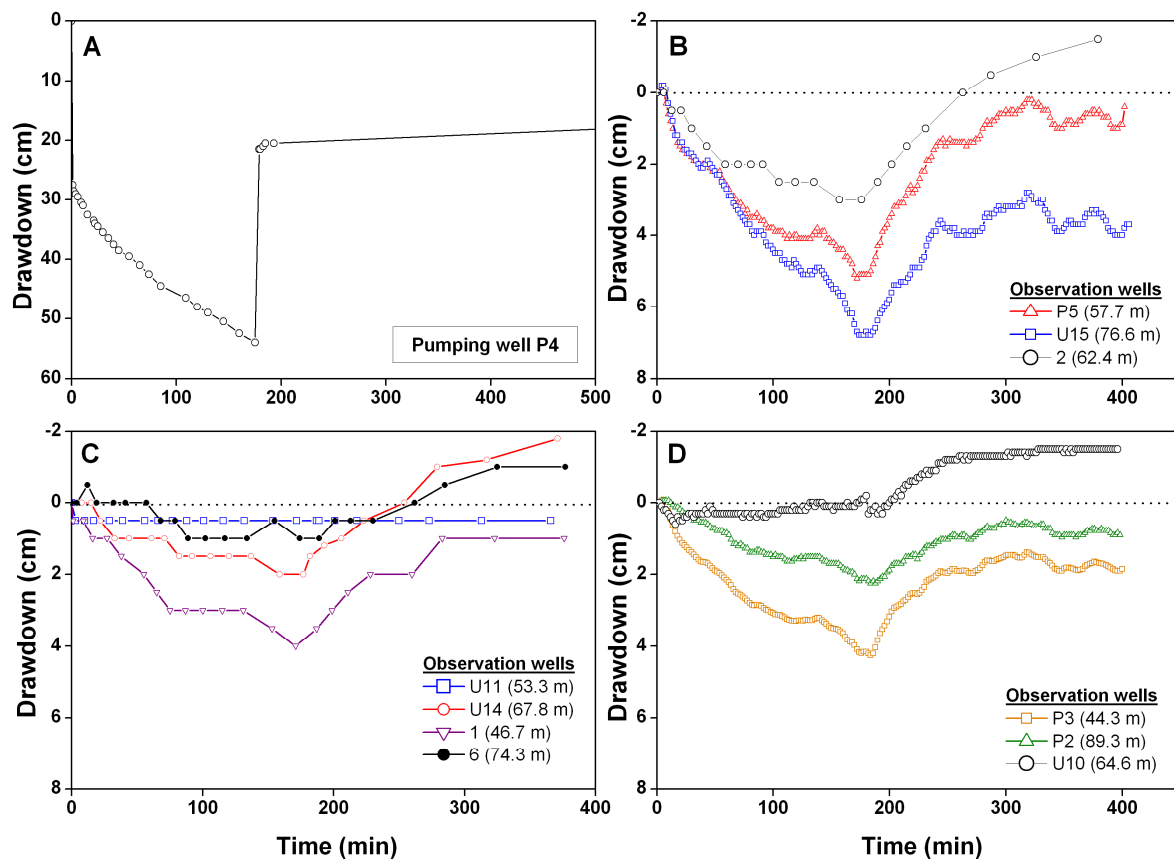 A
Drawdown (cm)
0
10
20
30
40
50
60
0
100
200
300
400
500
Pumping well P4
B
Drawdown (cm)
-2
0
2
4
6
8
0
100
200
300
400
Observation wells
P5 (57.7 m)
U15 (76.6 m)
2 (62.4 m)
C
Drawdown (cm)
-2
0
2
4
6
8
0
100
200
300
400
Time (min)
Observation wells
U11 (53.3 m)
U14 (67.8 m)
1 (46.7 m)
6 (74.3 m)
D
Drawdown (cm)
-2
0
2
4
6
8
0
100
200
300
400
Time (min)
Observation wells
P3 (44.3 m)
P2 (89.3 m)
U10 (64.6 m)